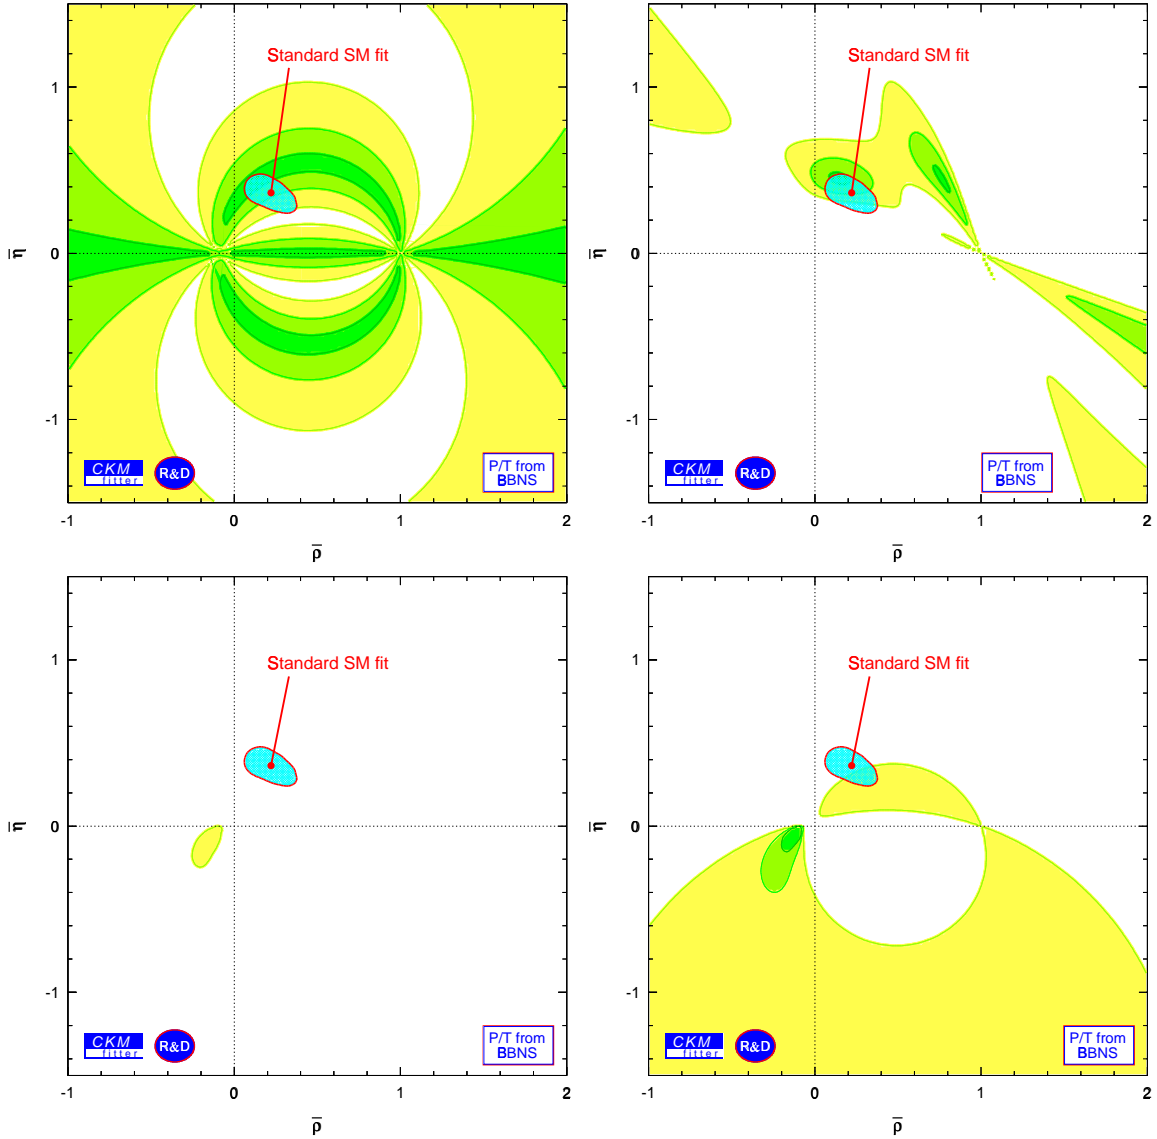 Standard SM fit
1
0
-1
η̅
CKM
fitter
R&D
P/T from
BBNS
-1
0
1
2
ρ̅
Standard SM fit
1
0
-1
η̅
CKM
fitter
R&D
P/T from
BBNS
-1
0
1
2
ρ̅
Standard SM fit
1
0
-1
η̅
CKM
fitter
R&D
P/T from
BBNS
-1
0
1
2
ρ̅
Standard SM fit
1
0
-1
η̅
CKM
fitter
R&D
P/T from
BBNS
-1
0
1
2
ρ̅